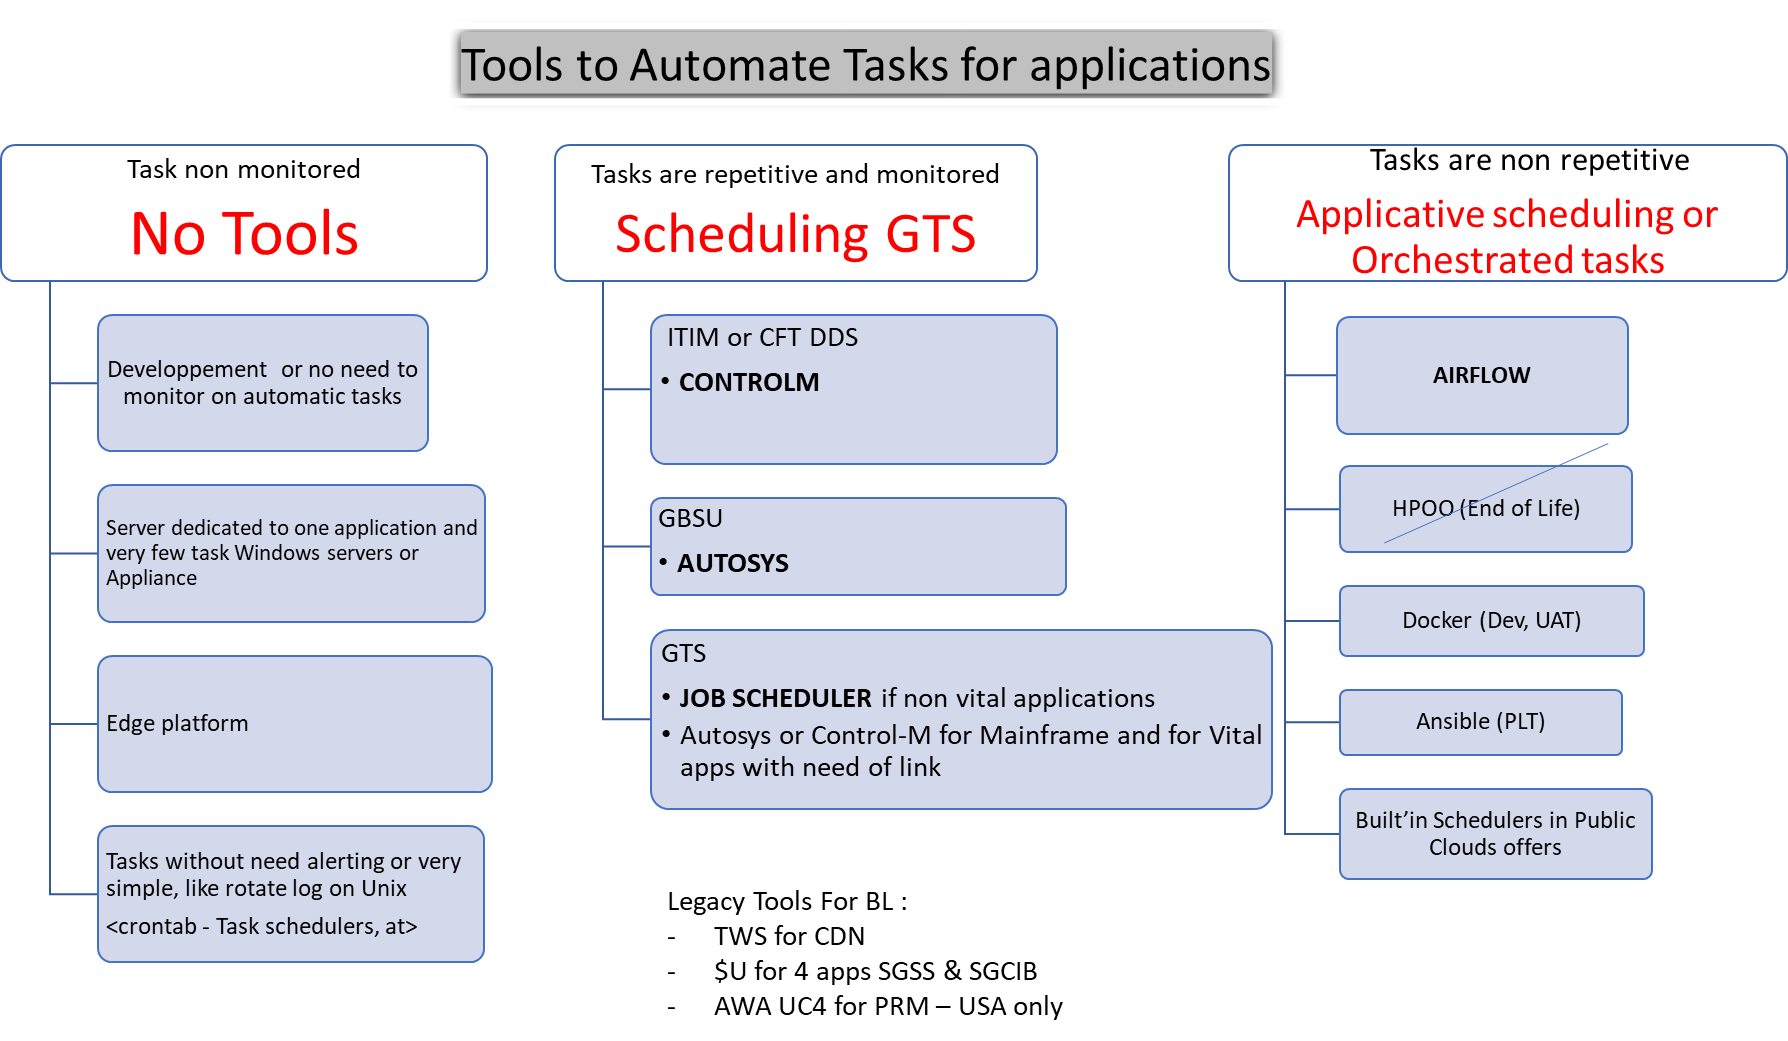 Tools to Automate Tasks for applications
Task non monitored
No Tools
Developpement or no need to
monitor on automatic tasks
Server dedicated to one application and
very few task Windows servers or
Appliance
Edge platform
Tasks without need alerting or very
simple, like rotate log on Unix
<crontab - Task schedulers, at>
Tasks are repetitive and monitored
Scheduling GTS
ITIM or CFT DDS
• CONTROLM
GBSU
• AUTOSYS
GTS
• JOB SCHEDULER if non vital applications
• Autosys or Control-M for Mainframe and for Vital
apps with need of link
Legacy Tools For BL :
- TWS for CDN
- $U for 4 apps SGSS & SGCIB
- AWA UC4 for PRM – USA only
Tasks are non repetitive
Applicative scheduling or
Orchestrated tasks
AIRFLOW
HPOO (End of Life)
Docker (Dev, UAT)
Ansible (PLT)
Built’in Schedulers in Public
Clouds offers